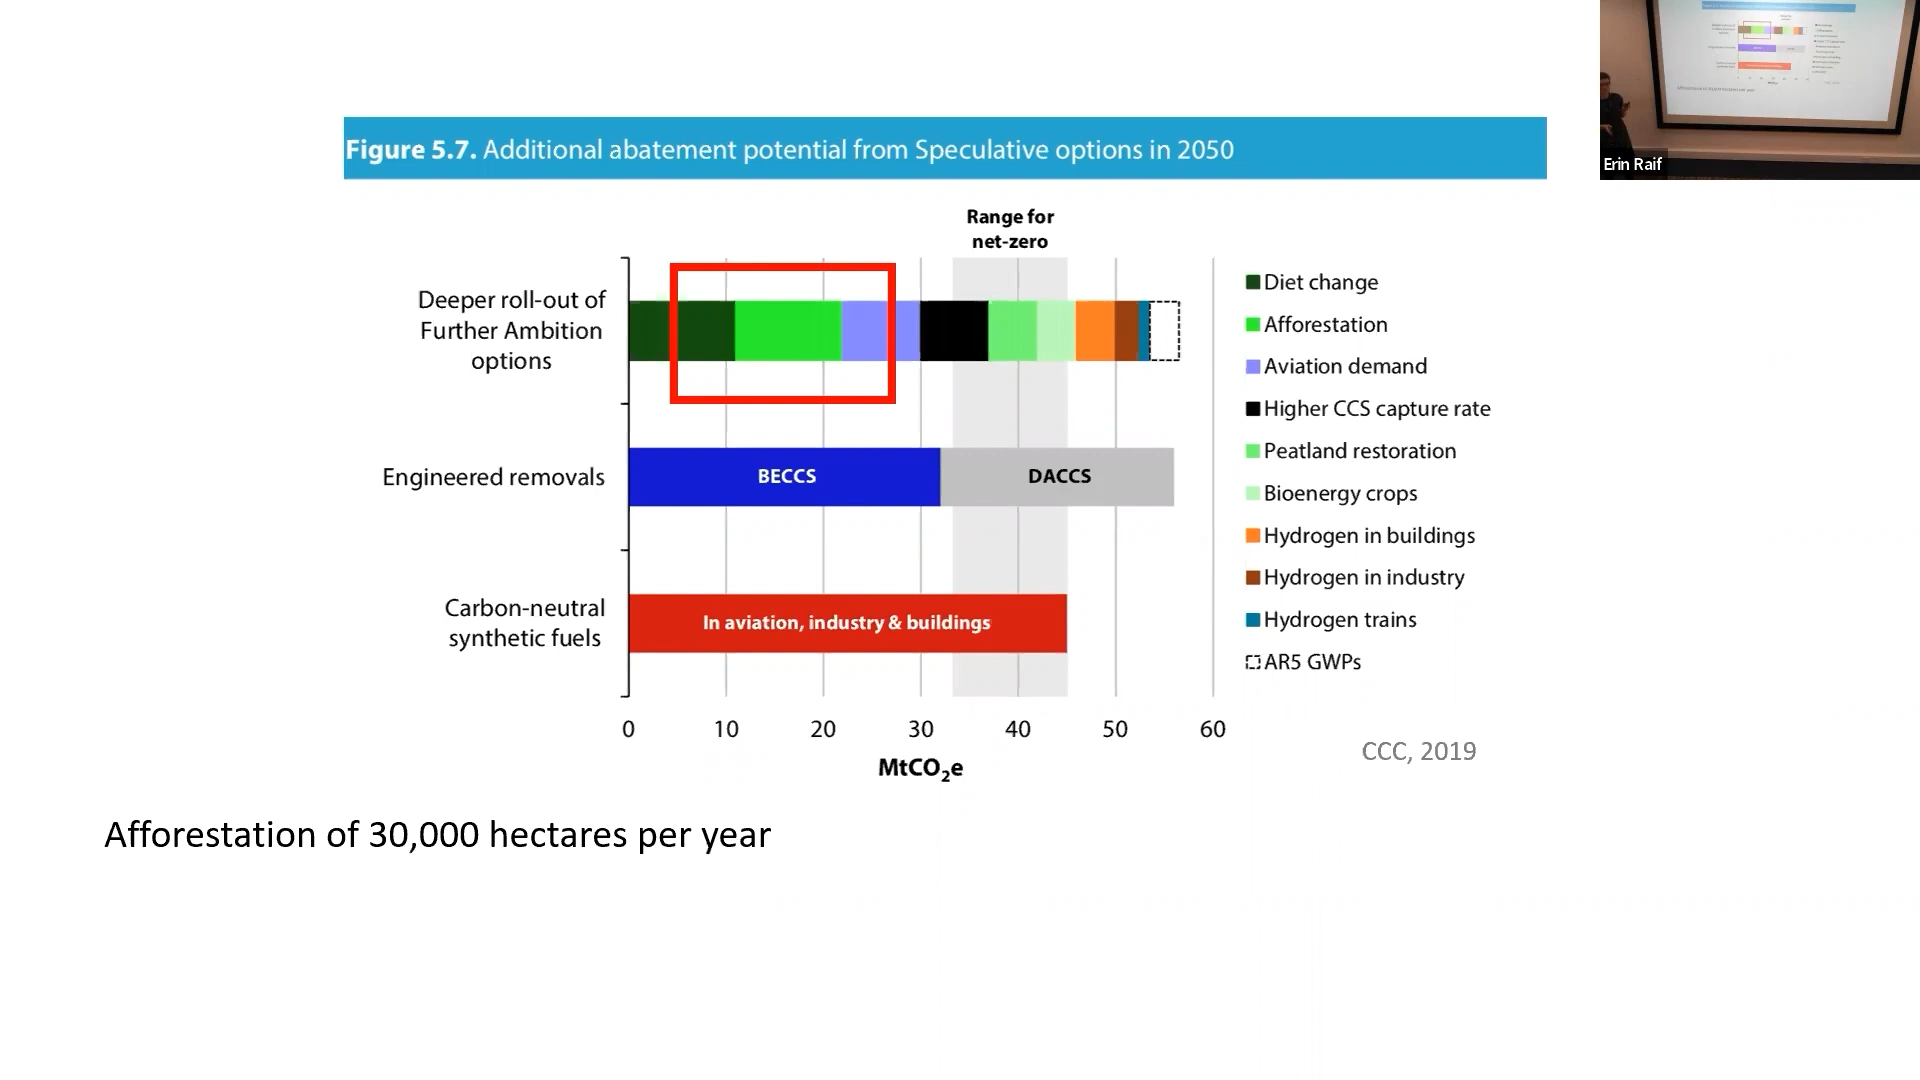 Figure 5.7. Additional abatement potential from Speculative options in 2050
Range for
net-zero
Deeper roll-out of
Further Ambition
options
Engineered removals
BECCS
DACCS
Carbon-neutral
synthetic fuels
In aviation, industry & buildings
0 10 20 30 40 50 60
MtCO₂e
Diet change
Afforestation
Aviation demand
Higher CCS capture rate
Peatland restoration
Bioenergy crops
Hydrogen in buildings
Hydrogen in industry
Hydrogen trains
AR5 GWPs
CCC, 2019
Afforestation of 30,000 hectares per year
Erin Raif